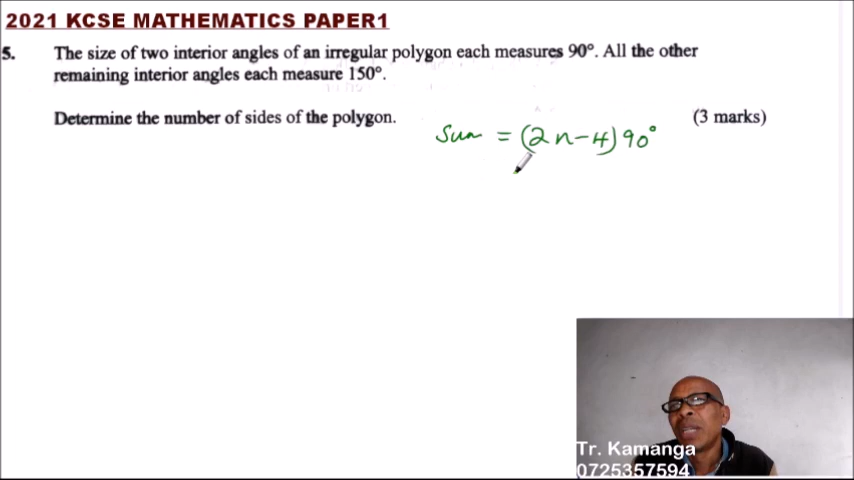 2021 KCSE MATHEMATICS PAPER1
5. The size of two interior angles of an irregular polygon each measures 90°. All the other
remaining interior angles each measure 150°.
Determine the number of sides of the polygon. (3 marks)
Sum = (2n-4)90°
Tr. Kamanga
0725357594